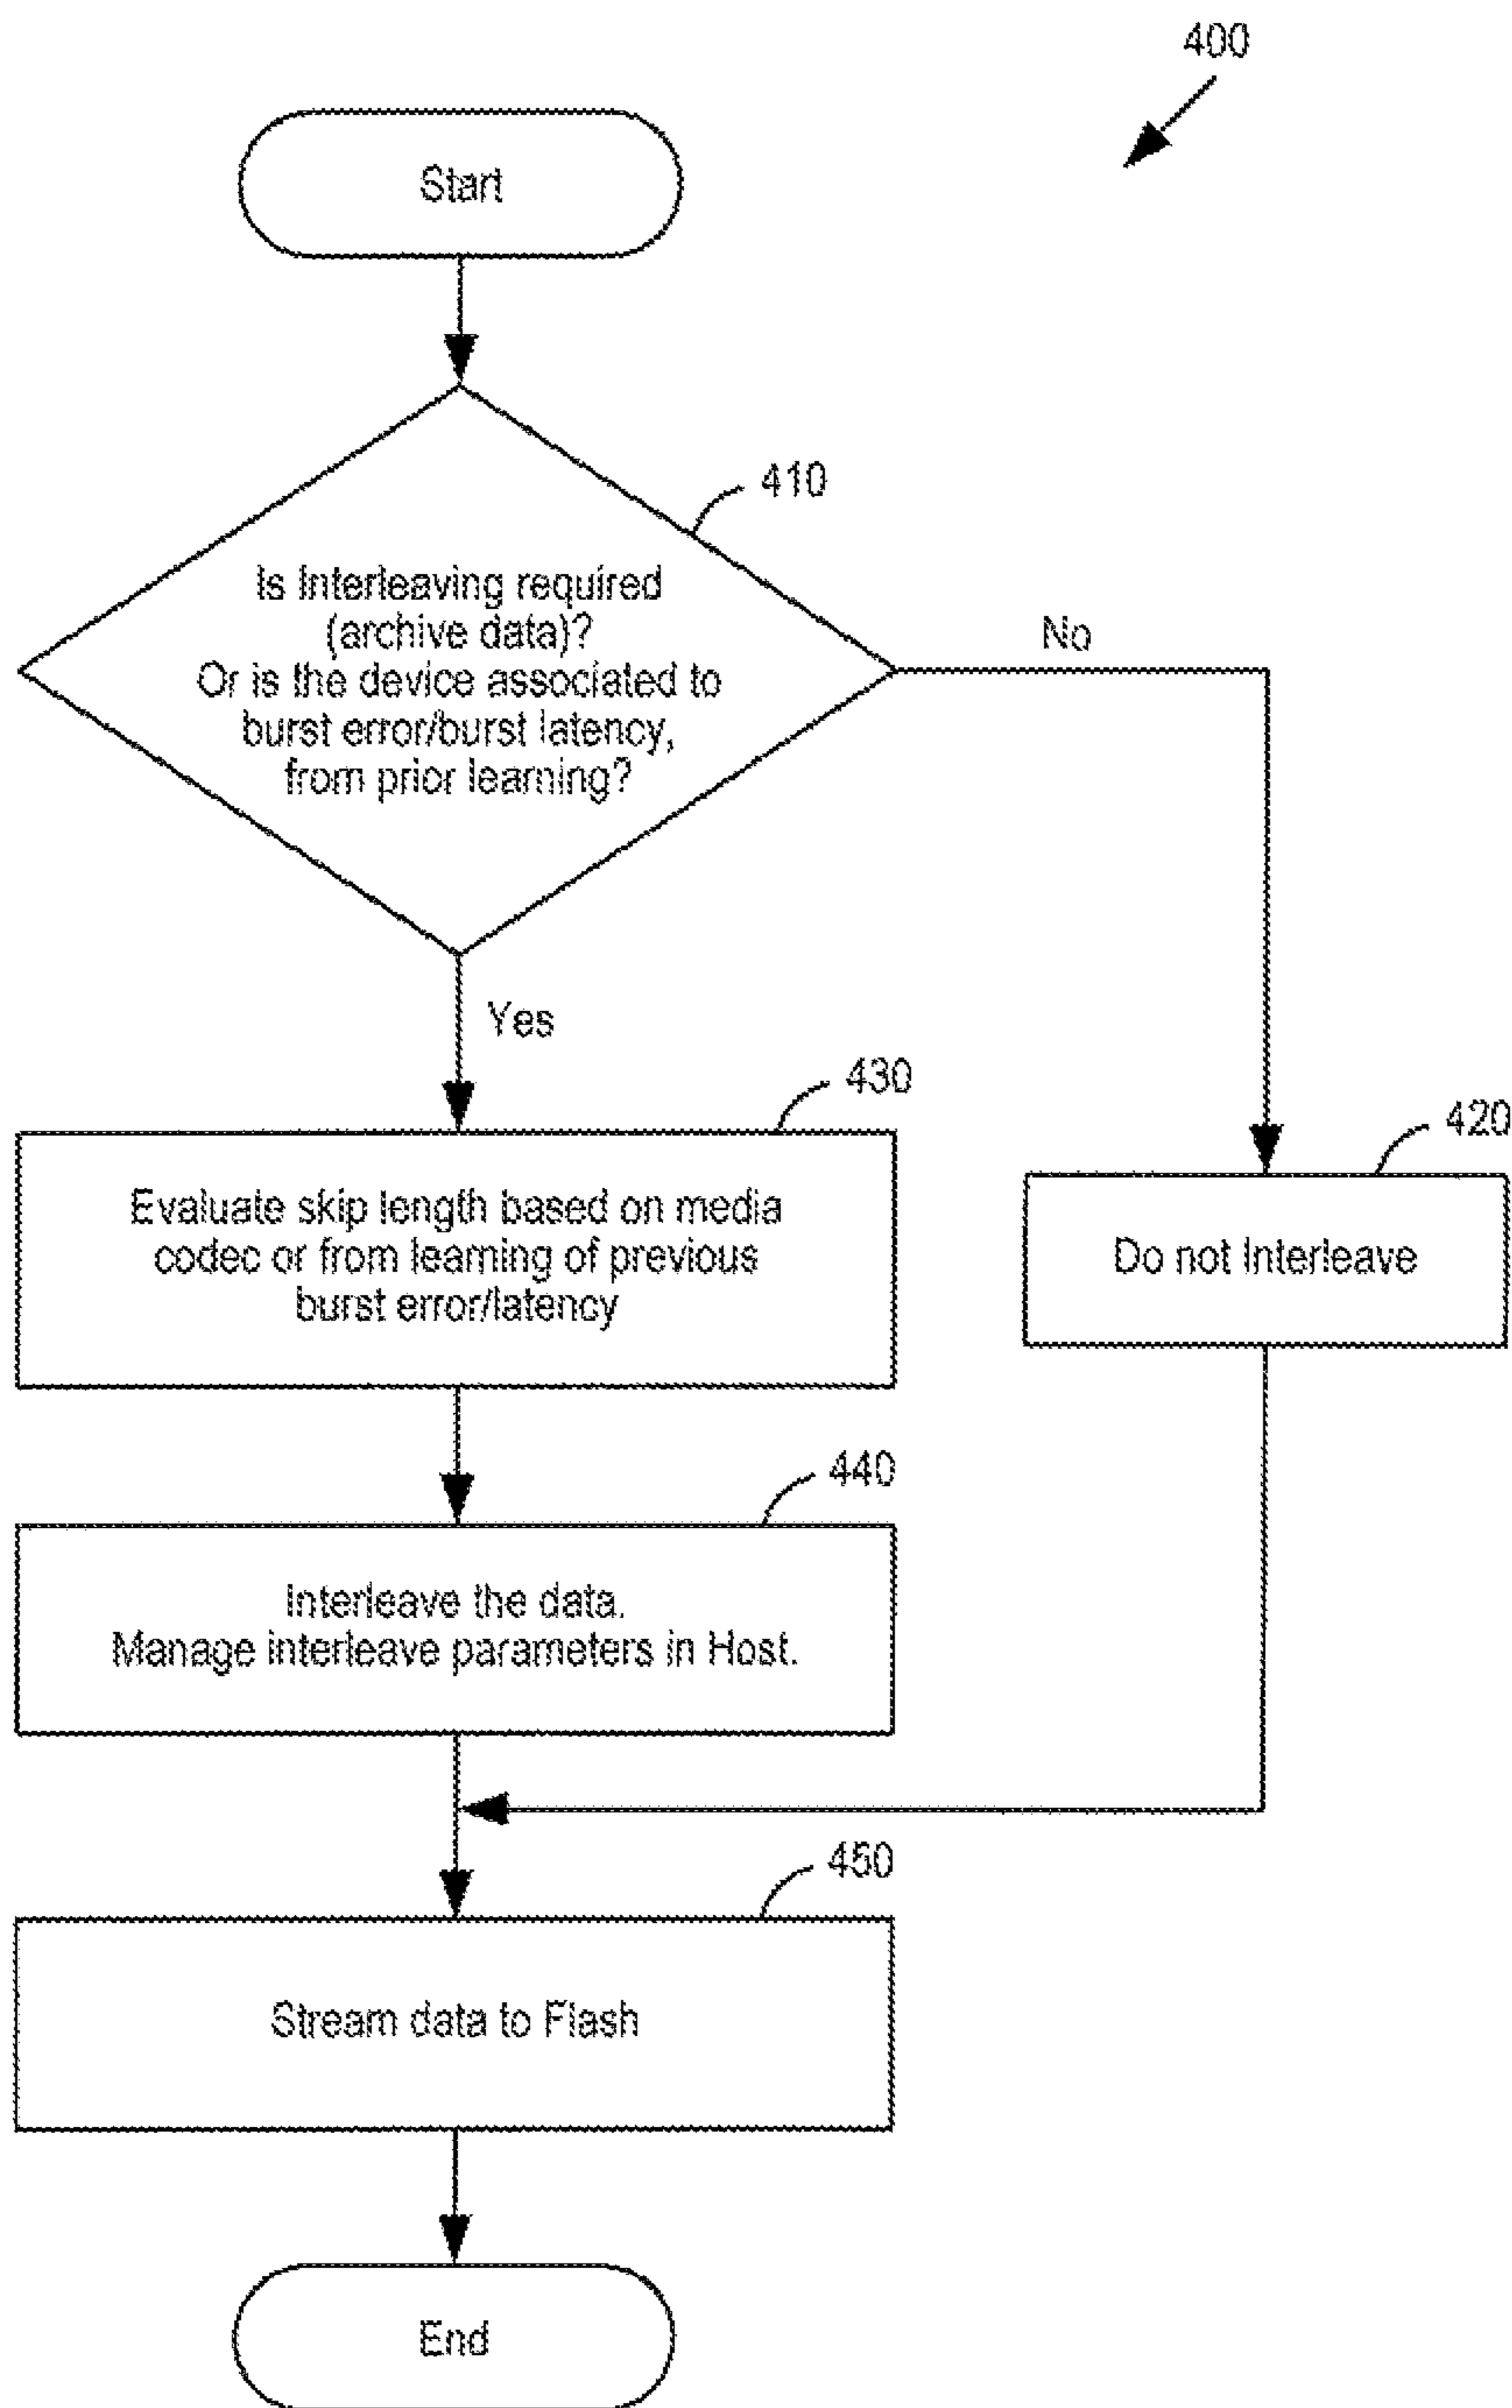 400
Start
410
Is Interleaving required
(archive data)?
Or is the device associated to
burst error/burst latency,
from prior learning?
No
Yes
430
Evaluate skip length based on media
codec or from learning of previous
burst error/latency
420
Do not Interleave
440
Interleave the data.
Manage interleave parameters in Host.
450
Stream data to Flash
End